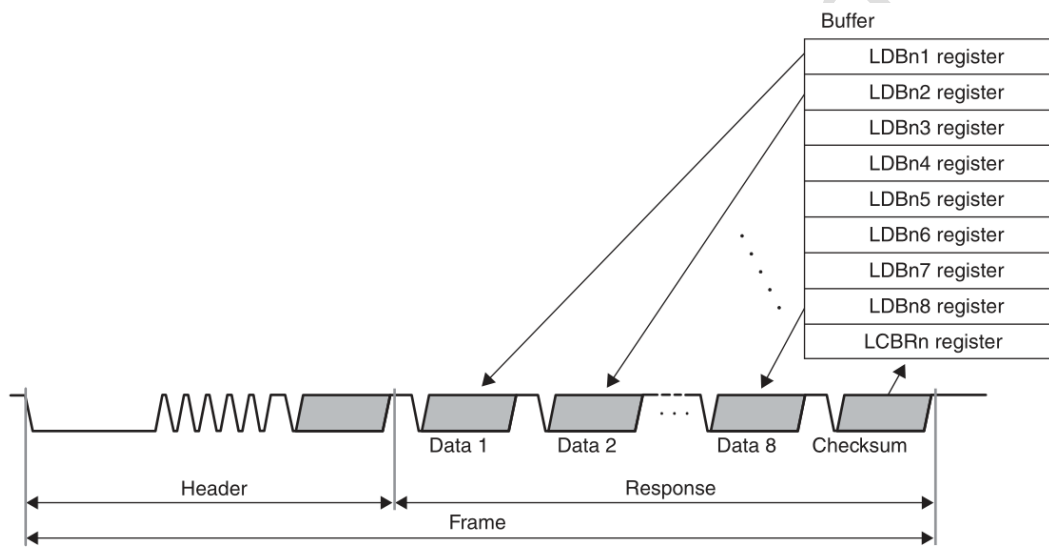 Buffer
LDBn1 register
LDBn2 register
LDBn3 register
LDBn4 register
LDBn5 register
LDBn6 register
LDBn7 register
LDBn8 register
LCBRn register
. . .
Data 1 Data 2 Data 8 Checksum
Header Response
Frame